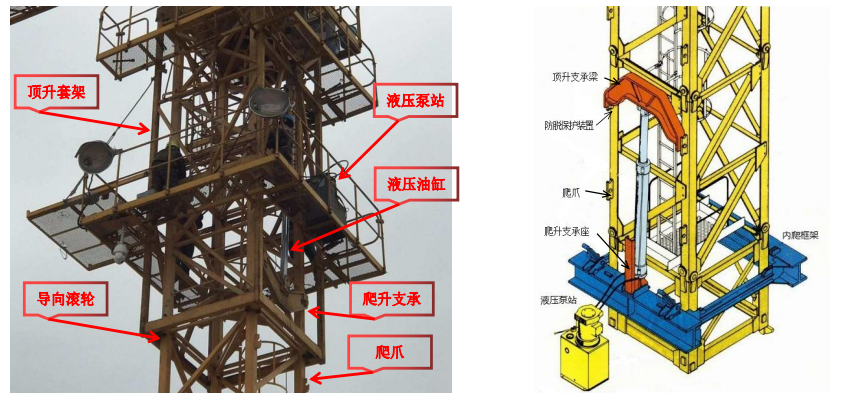 顶升套架
液压泵站
液压油缸
导向滚轮
爬升支承
爬爪
顶升支承梁
防脱保护装置
爬爪
爬升支承座
内爬框架
液压泵站